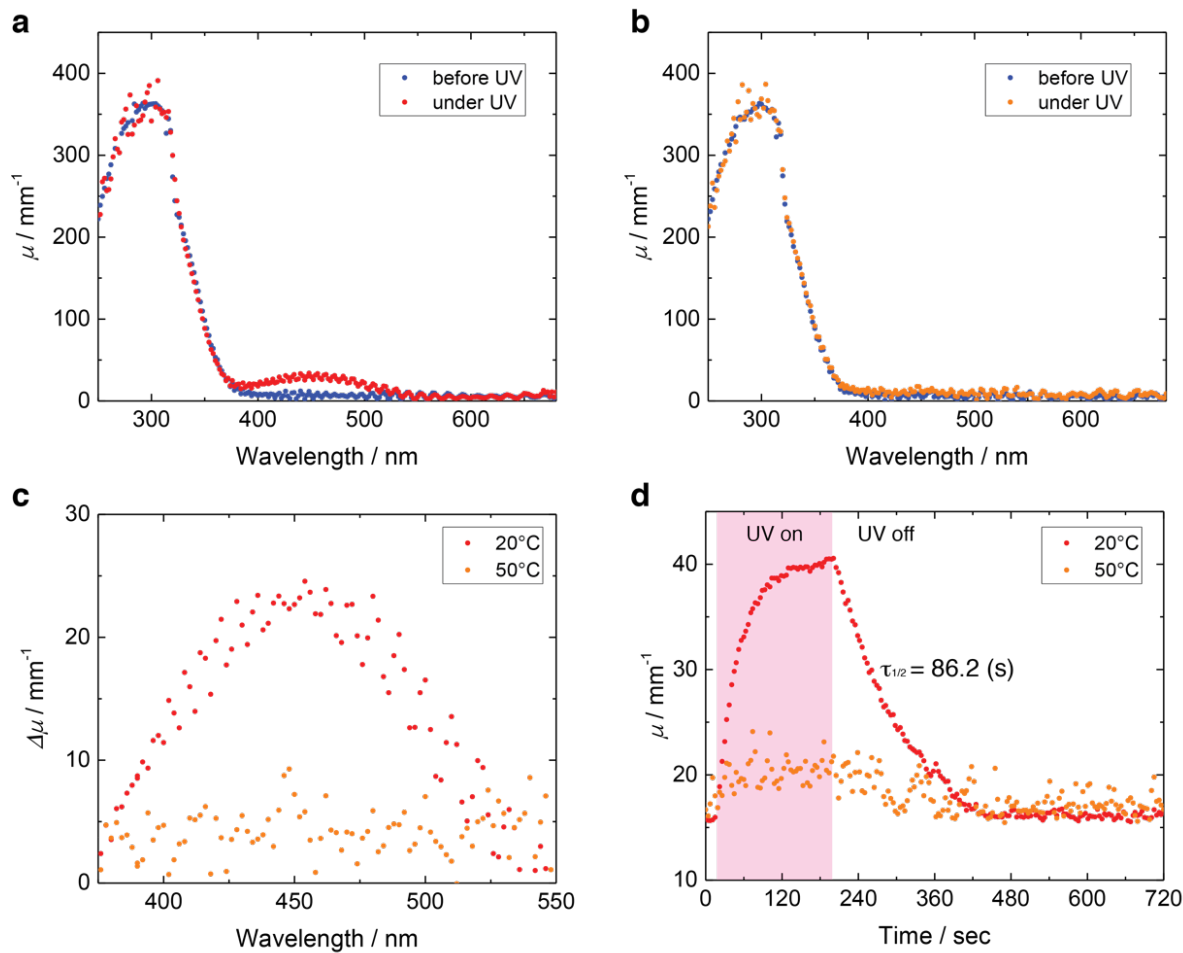 a
400
300
200
100
0
μ / mm⁻¹
before UV
under UV
300 400 500 600
Wavelength / nm
b
400
300
200
100
0
μ / mm⁻¹
before UV
under UV
300 400 500 600
Wavelength / nm
c
30
20
10
0
Δμ / mm⁻¹
20°C
50°C
400 450 500 550
Wavelength / nm
d
40
30
20
10
μ / mm⁻¹
UV on UV off
20°C
50°C
τ1/2 = 86.2 (s)
0 120 240 360 480 600 720
Time / sec